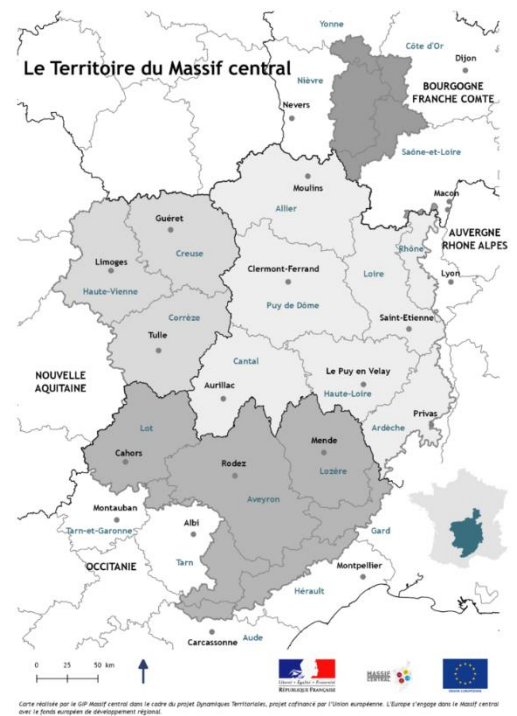 Le Territoire du Massif central
Yonne
Côte d'Or
Dijon
Nièvre
BOURGOGNE
FRANCHE COMTE
Nevers
Saône-et-Loire
Moulins
Macon
Allier
Guéret
AUVERGNE
RHONE ALPES
Creuse
Rhône
Limoges
Clermont-Ferrand
Loire
Lyon
Haute-Vienne
Puy de Dôme
Corrèze
Saint-Etienne
Tulle
Cantal
NOUVELLE
AQUITAINE
Le Puy en Velay
Aurillac
Haute-Loire
Privas
Lot
Ardèche
Mende
Cahors
Rodez
Lozère
Aveyron
Montauban
Albi
Tarn-et-Garonne
Gard
OCCITANIE
Tarn
Montpellier
Hérault
Carcassonne
Aude
0 25 50 km
Liberté • Égalité • Fraternité
RÉPUBLIQUE FRANÇAISE
MASSIF
CENTRAL
UNION EUROPEENNE
Carte réalisée par le GIP Massif central dans le cadre du projet Dynamiques Territoriales, projet cofinancé par l'Union européenne. L'Europe s'engage dans le Massif central
avec le fonds européen de développement régional.